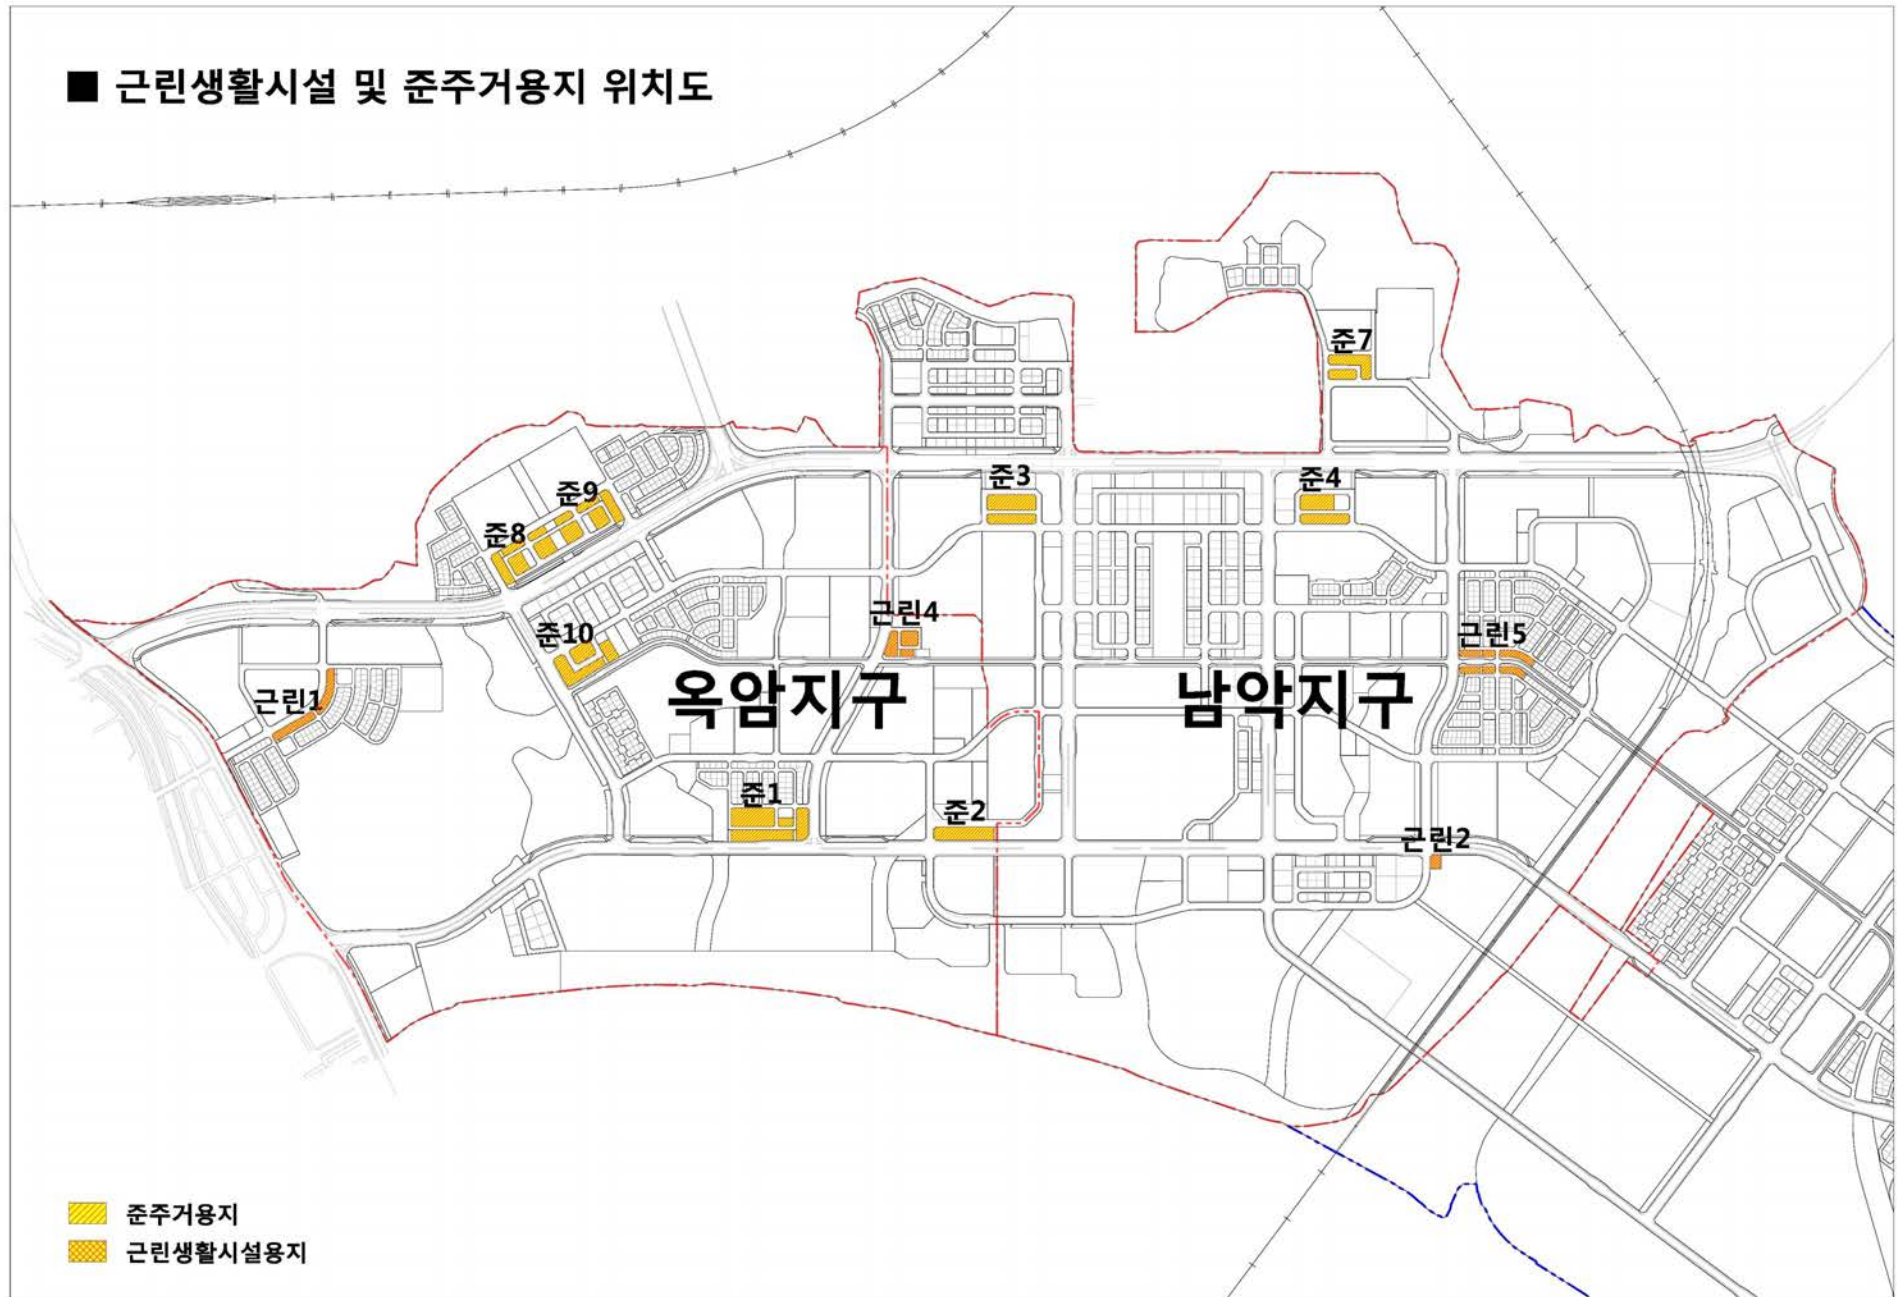 ■ 근린생활시설 및 준주거용지 위치도
준7
준3
준4
준9
준8
근린4
준10
근린5
옥암지구
남악지구
근린1
준1
준2
근린2
준주거용지
근린생활시설용지